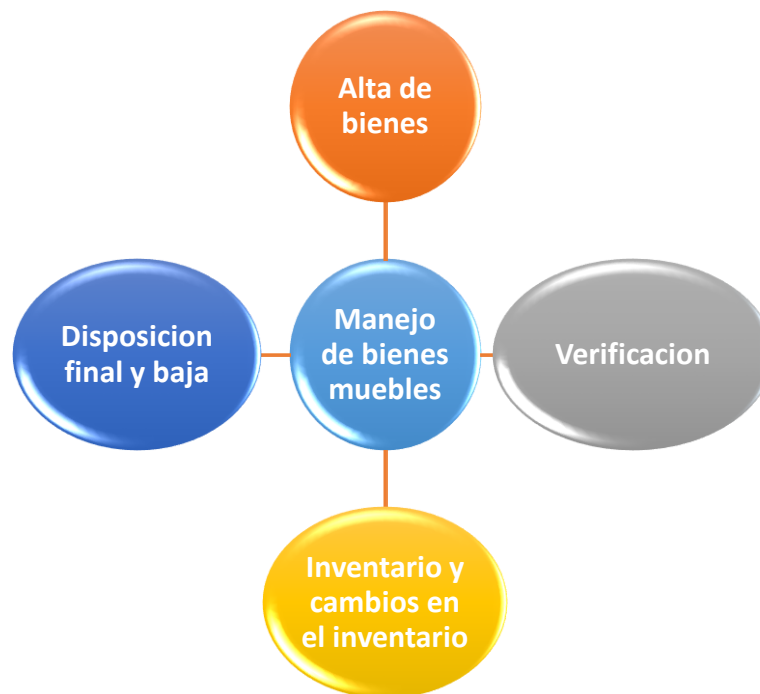 Alta de
bienes
Disposicion
final y baja
Manejo
de bienes
muebles
Verificacion
Inventario y
cambios en
el inventario